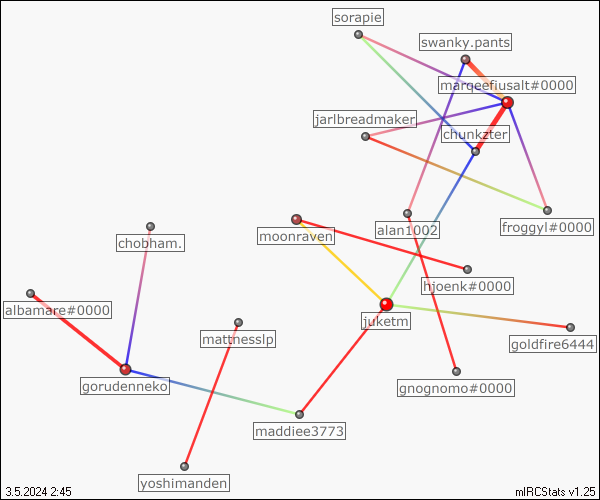 sorapie
swanky.pants
marqeefiusalt#0000
jarlbreadmaker
chunkzter
froggyl#0000
alan1002
moonraven
chobham.
hjoenk#0000
albamare#0000
juketm
mattnesslp
goldfire6444
gorudenneko
gnognomo#0000
maddiee3773
yoshimanden
3.5.2024 2:45
mIRCStats v1.25